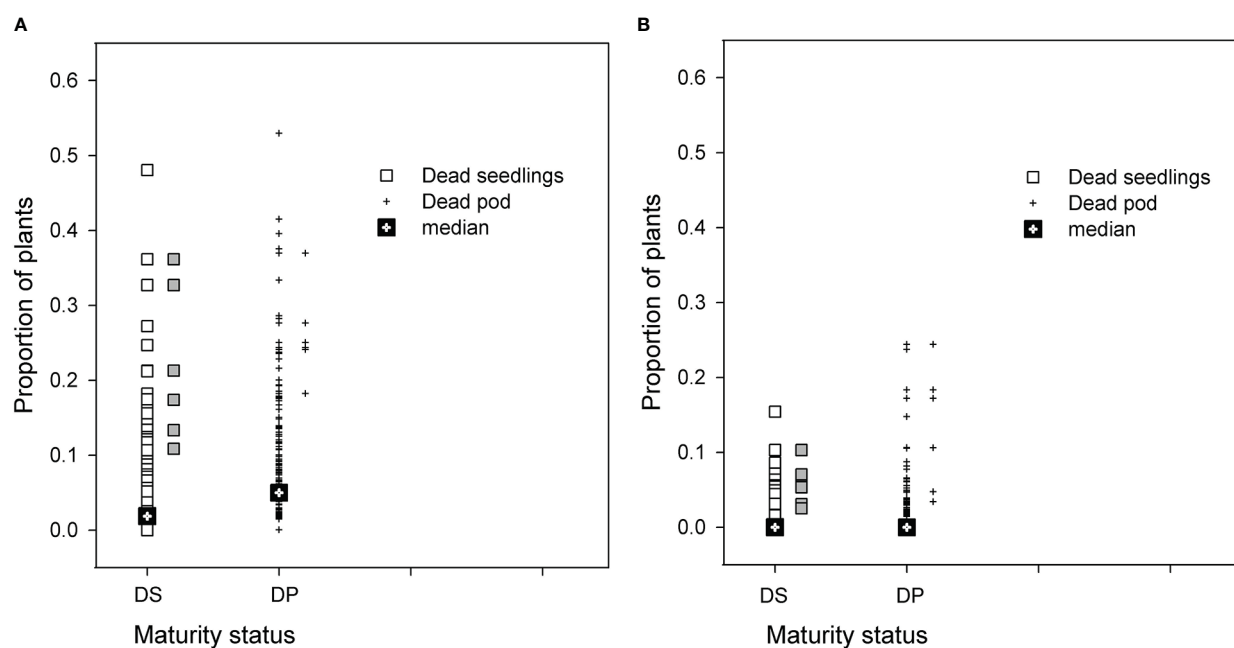 A
Proportion of plants
0.6
0.5
0.4
0.3
0.2
0.1
0.0
Dead seedlings
Dead pod
median
DS DP
Maturity status
B
Proportion of plants
0.6
0.5
0.4
0.3
0.2
0.1
0.0
Dead seedlings
Dead pod
median
DS DP
Maturity status